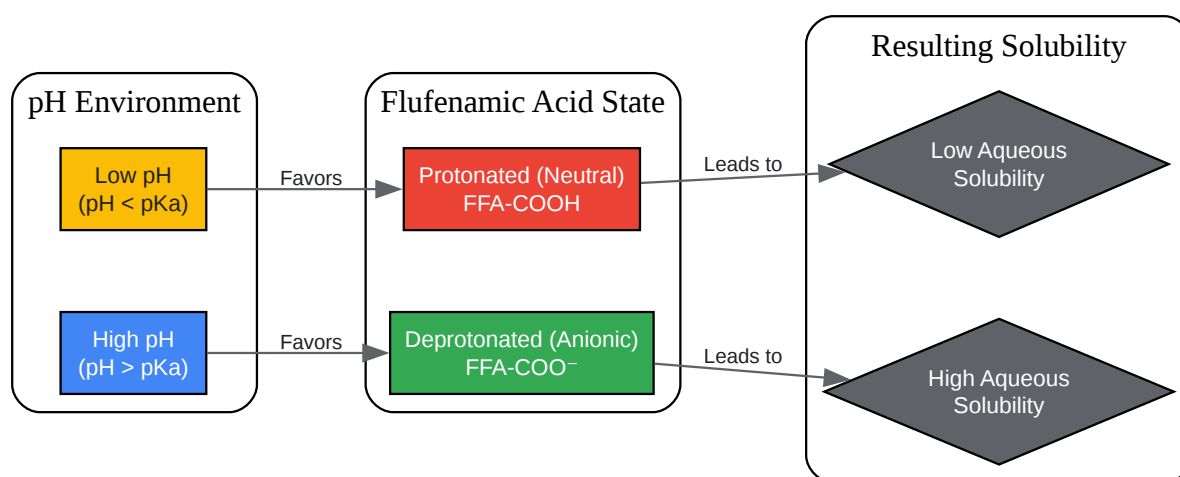 Resulting Solubility
pH Environment
Flufenamic Acid State
Low pH
(pH < pKa)
Favors
Protonated (Neutral)
FFA-COOH
Leads to
Low Aqueous
Solubility
High pH
(pH > pKa)
Favors
Deprotonated (Anionic)
FFA-COO⁻
Leads to
High Aqueous
Solubility